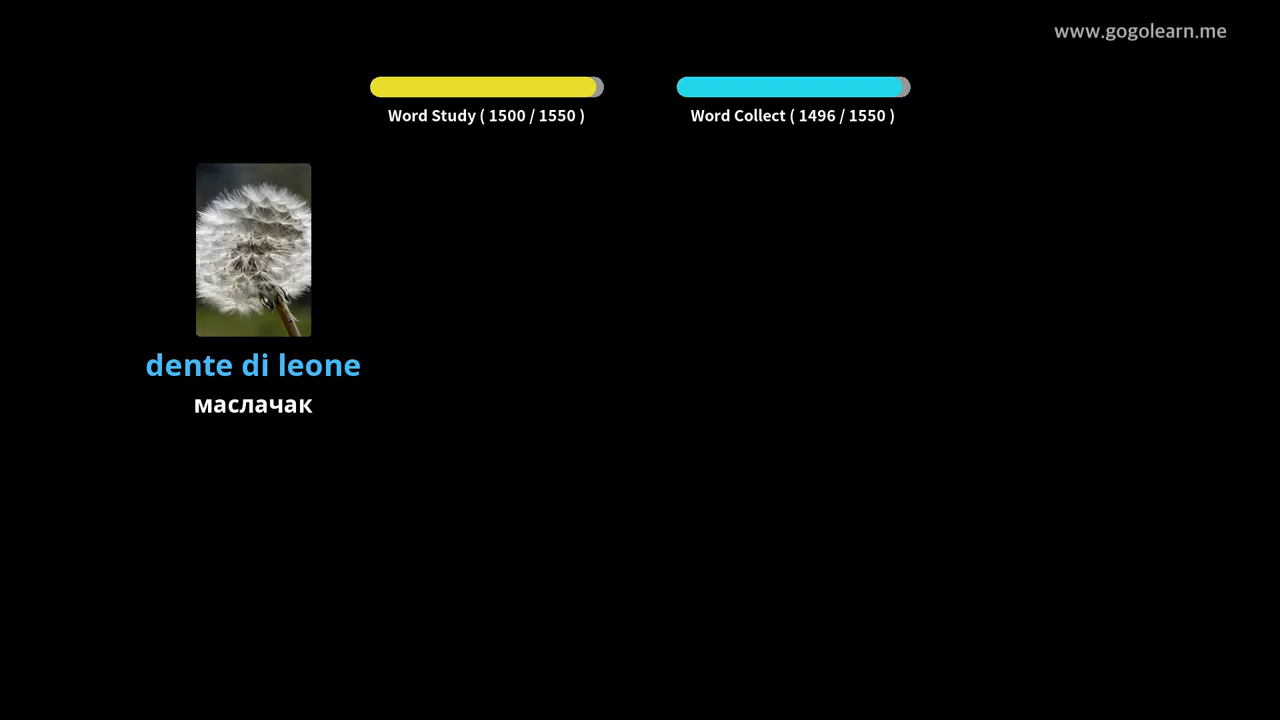 www.gogolearn.me
Word Study ( 1500 / 1550 )
Word Collect ( 1496 / 1550 )
dente di leone
маслачак